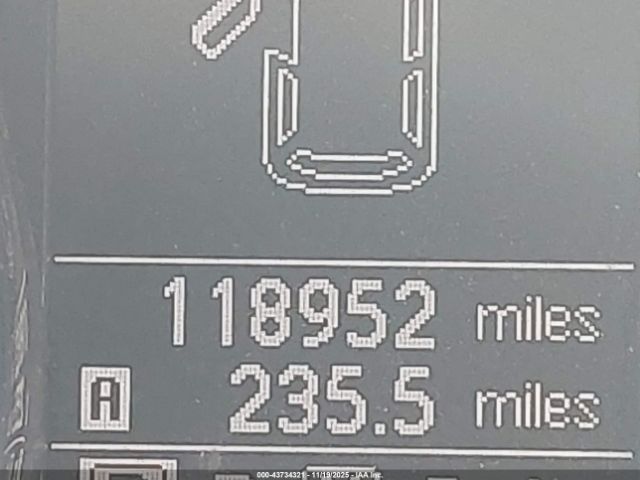 118952 miles
A 235.5 miles
000-43734321 - 11/19/2025 - IAA Inc.